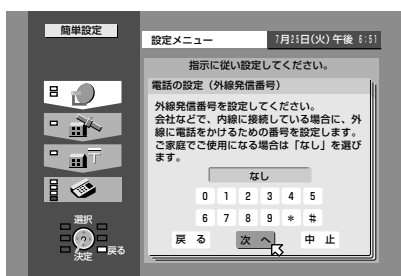 簡単設定
設定メニュー 7月25日(火)午後 6:51
指示に従い設定してください。
電話の設定(外線発信番号)
外線発信番号を設定してください。
会社などで、内線に接続している場合に、外
線に電話をかけるための番号を設定します。
ご家庭でご使用になる場合は「なし」を選び
ます。
なし
0 1 2 3 4 5
6 7 8 9 * #
戻 る 次 へ 中 止
選択
戻る
決定